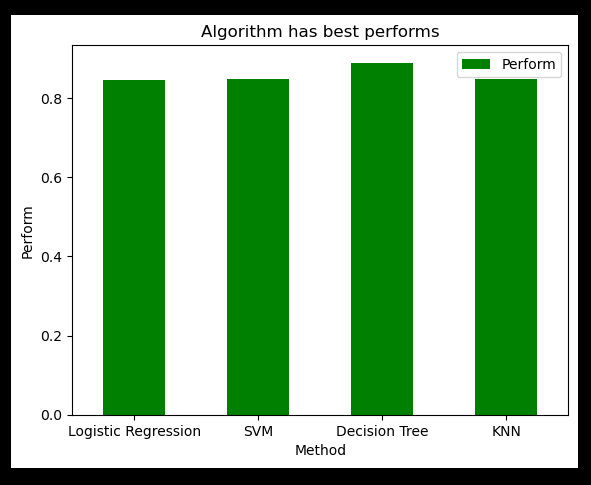 Algorithm has best performs
Perform
Perform
0.8
0.6
0.4
0.2
0.0
Logistic Regression SVM Decision Tree KNN
Method